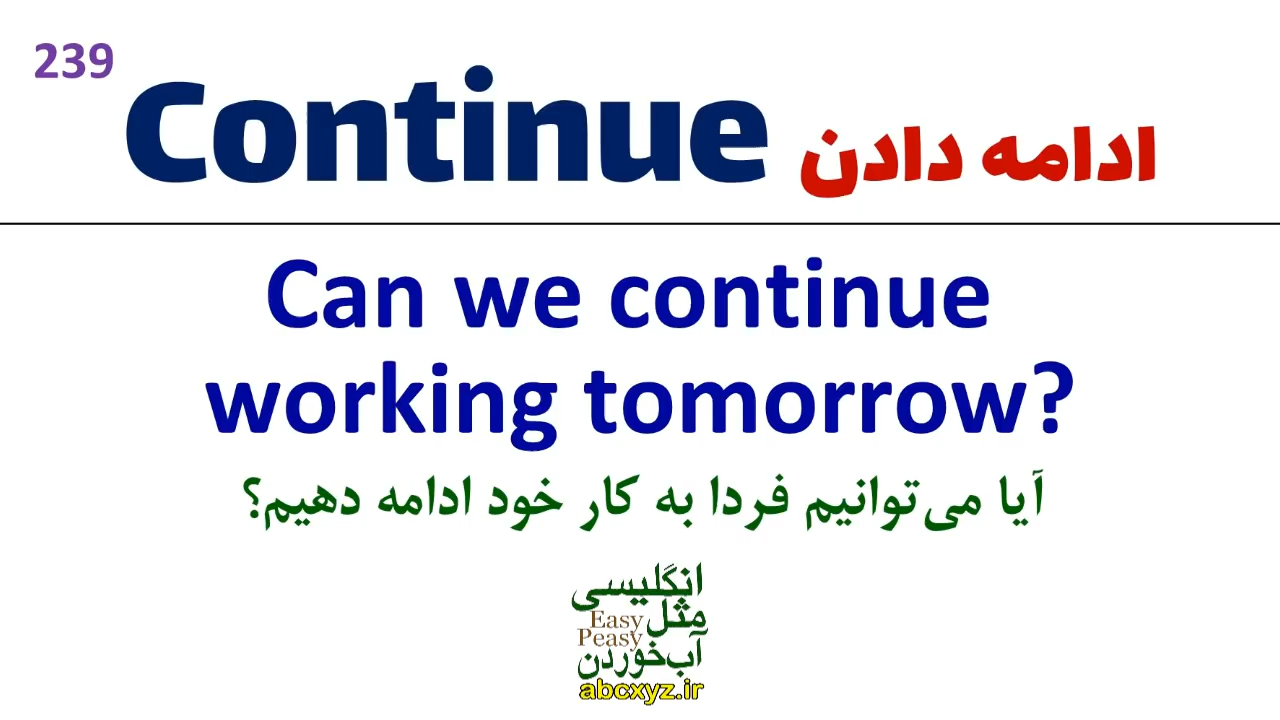 239
Continue ادامه دادن
Can we continue
working tomorrow?
آیا می‌توانیم فردا به کار خود ادامه دهیم؟
انگلیسی
مثل Easy
Peasy
آب‌خوردن
abcxyz.ir